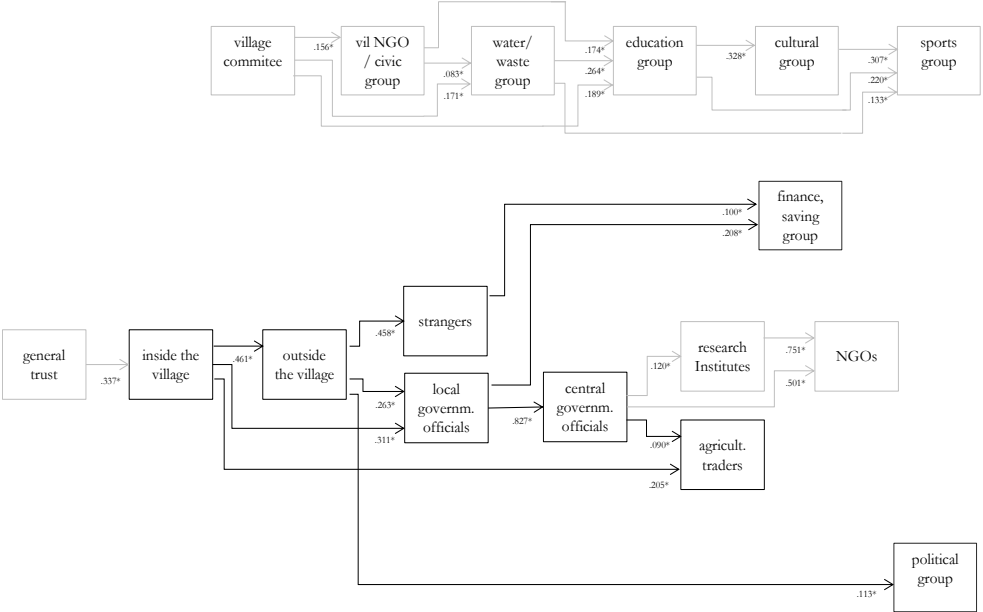 village
commitee
.156*
vil NGO
/ civic
group
.083*
.171*
water/
waste
group
.174*
.264*
.189*
education
group
.328*
cultural
group
.307*
.220*
.133*
sports
group
.100*
.208*
finance,
saving
group
general
trust
.337*
inside the
village
.461*
outside
the village
.458*
strangers
.263*
.311*
local
governm.
officials
.827*
central
governm.
officials
.120*
research
Institutes
.751*
.501*
NGOs
.090*
.205*
agricult.
traders
.113*
political
group